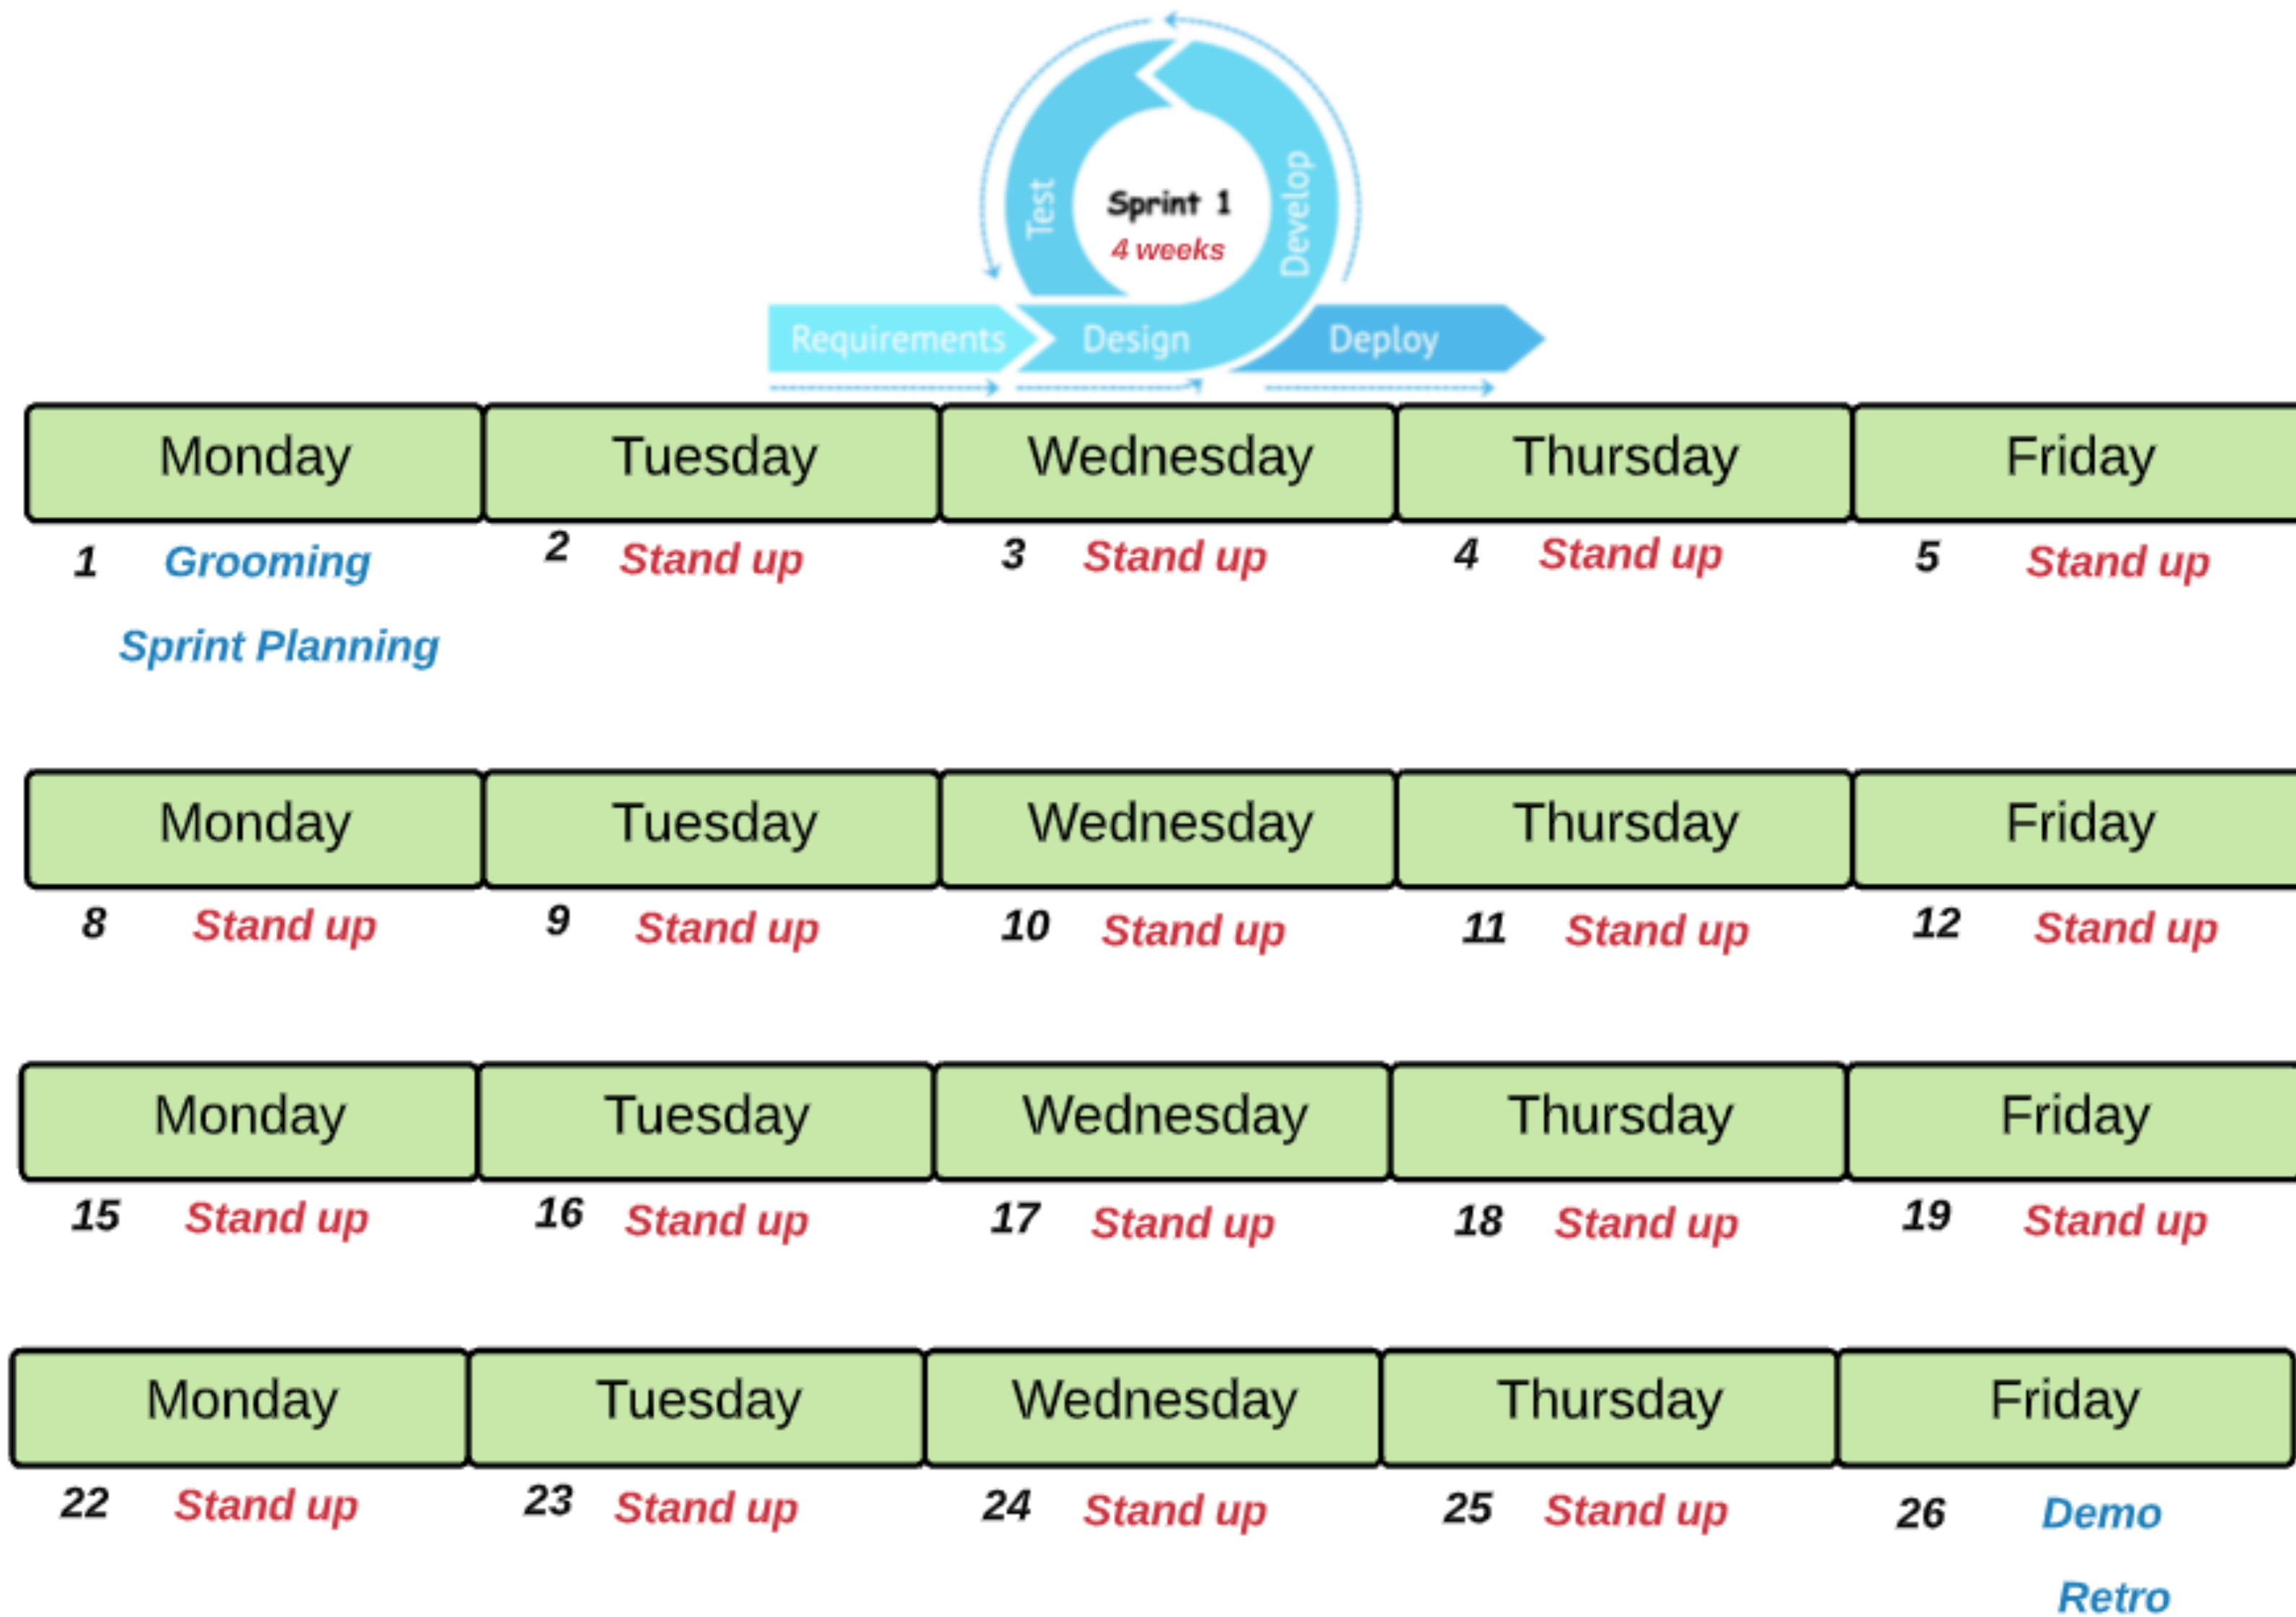 Test
Sprint 1
4 weeks
Develop
Requirements
Design
Deploy
Monday Tuesday Wednesday Thursday Friday
1 Grooming 2 Stand up 3 Stand up 4 Stand up 5 Stand up
Sprint Planning
Monday Tuesday Wednesday Thursday Friday
8 Stand up 9 Stand up 10 Stand up 11 Stand up 12 Stand up
Monday Tuesday Wednesday Thursday Friday
15 Stand up 16 Stand up 17 Stand up 18 Stand up 19 Stand up
Monday Tuesday Wednesday Thursday Friday
22 Stand up 23 Stand up 24 Stand up 25 Stand up 26 Demo
Retro